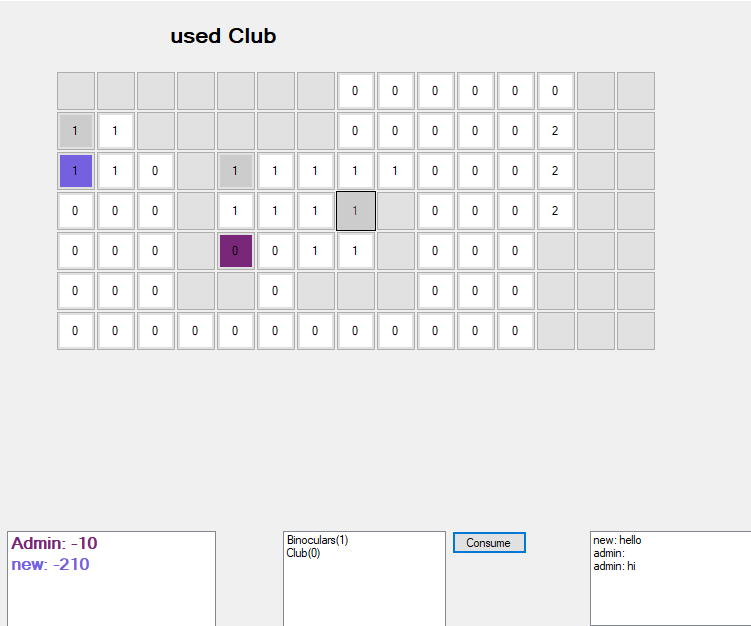 used Club
0 0 0 0 0 0
1 1 0 0 0 0 0 2
1 1 0 1 1 1 1 1 0 0 0 2
0 0 0 1 1 1 1 0 0 0 2
0 0 0 0 0 1 1 0 0 0
0 0 0 0 0 0 0
0 0 0 0 0 0 0 0 0 0 0 0
Admin: -10
new: -210
Binoculars(1)
Club(0)
Consume
new: hello
admin:
admin: hi